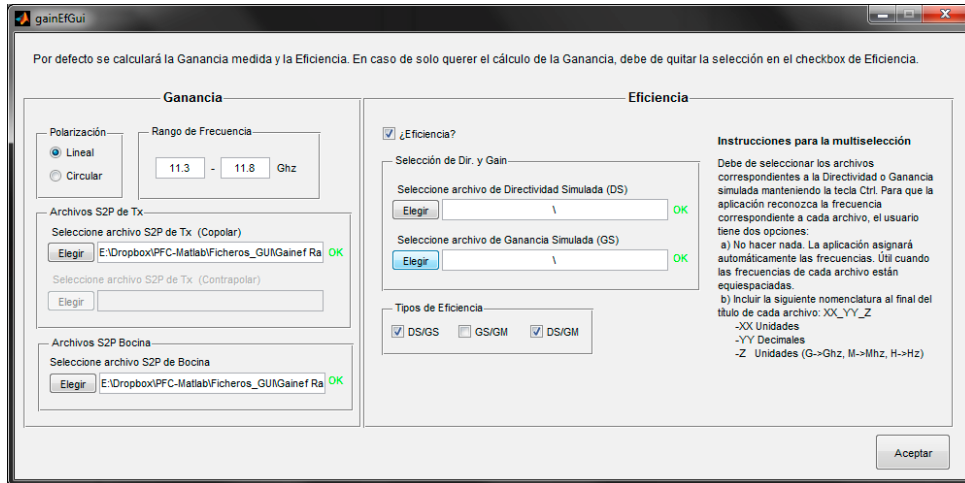 gainEfGui
Por defecto se calculará la Ganancia medida y la Eficiencia. En caso de solo querer el cálculo de la Ganancia, debe de quitar la selección en el checkbox de Eficiencia.
Ganancia
Polarización
Lineal
Circular
Rango de Frecuencia
11.3 - 11.8 Ghz
Archivos S2P de Tx
Seleccione archivo S2P de Tx (Copolar)
Elegir E:\Dropbox\PFC-Matlab\Ficheros_GUI\Gainef Ra OK
Seleccione archivo S2P de Tx (Contrapolar)
Elegir
Archivos S2P Bocina
Seleccione archivo S2P de Bocina
Elegir E:\Dropbox\PFC-Matlab\Ficheros_GUI\Gainef Ra OK
Eficiencia
¿Eficiencia?
Selección de Dir. y Gain
Seleccione archivo de Directividad Simulada (DS)
Elegir \ OK
Seleccione archivo de Ganancia Simulada (GS)
Elegir \ OK
Tipos de Eficiencia
DS/GS GS/GM DS/GM
Instrucciones para la multiselección
Debe de seleccionar los archivos
correspondientes a la Directividad o Ganancia
simulada manteniendo la tecla Ctrl. Para que la
aplicación reconozca la frecuencia
correspondiente a cada archivo, el usuario
tiene dos opciones:
a) No hacer nada. La aplicación asignará
automáticamente las frecuencias. Útil cuando
las frecuencias de cada archivo están
equiespaciadas.
b) Incluir la siguiente nomenclatura al final del
título de cada archivo: XX_YY_Z
-XX Unidades
-YY Decimales
-Z Unidades (G->Ghz, M->Mhz, H->Hz)
Aceptar